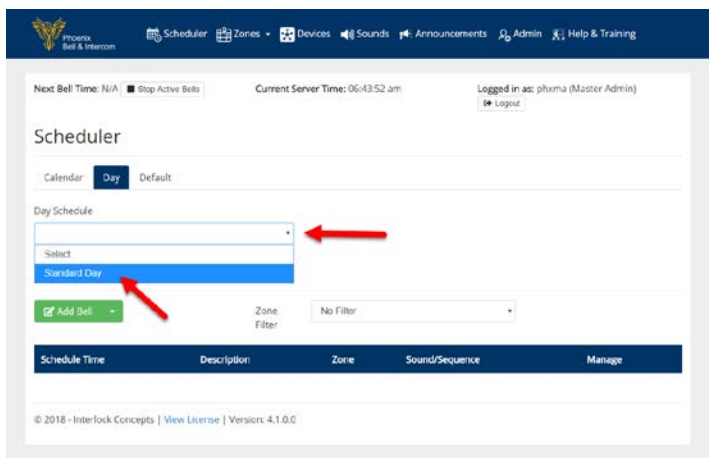 Phoenix
Bell & Intercom
Scheduler Zones Devices Sounds Announcements Admin Help & Training
Next Bell Time: N/A Stop Active Bells Current Server Time: 06:43:52 am Logged in as: phxma (Master Admin)
Logout
Scheduler
Calendar Day Default
Day Schedule
Select
Standard Day
Add Bell Zone Filter No Filter
Schedule Time Description Zone Sound/Sequence Manage
© 2018 - Interlock Concepts | View License | Version: 4.1.0.0